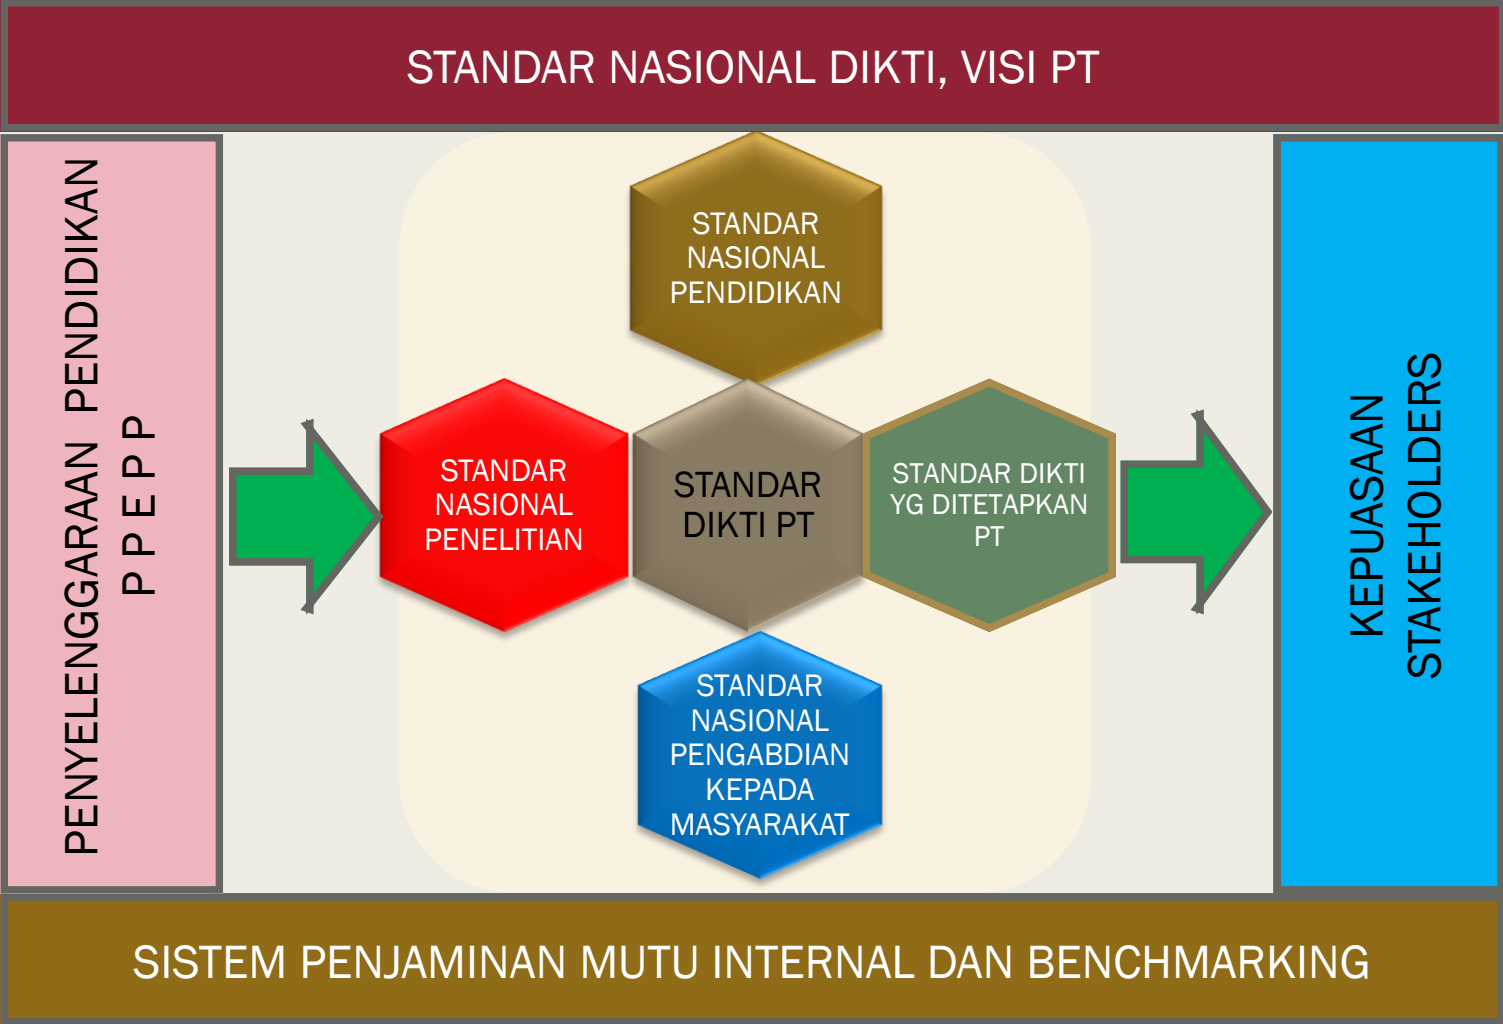 STANDAR NASIONAL DIKTI, VISI PT
PENYELENGGARAAN PENDIDIKAN
P P E P P
STANDAR
NASIONAL
PENDIDIKAN
STANDAR
NASIONAL
PENELITIAN
STANDAR
DIKTI PT
STANDAR DIKTI
YG DITETAPKAN
PT
STANDAR
NASIONAL
PENGABDIAN
KEPADA
MASYARAKAT
KEPUASAAN
STAKEHOLDERS
SISTEM PENJAMINAN MUTU INTERNAL DAN BENCHMARKING